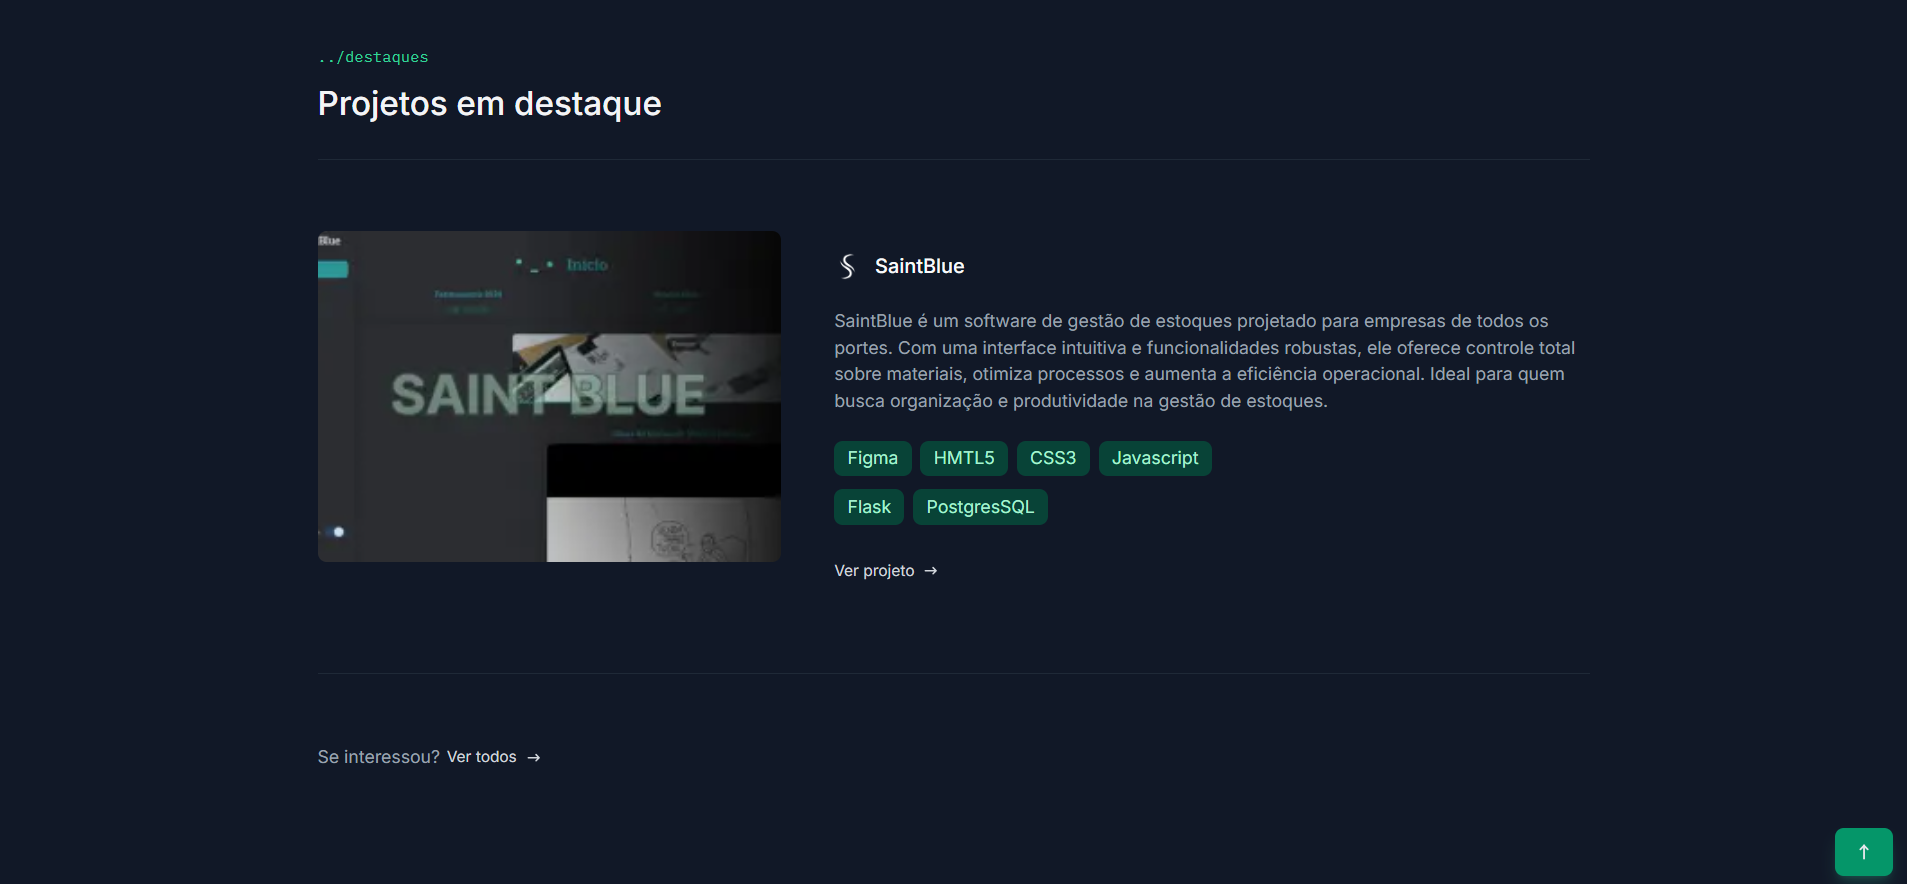 ../destaques
Projetos em destaque
Blue
Início
SAINT BLUE
SaintBlue
SaintBlue é um software de gestão de estoques projetado para empresas de todos os
portes. Com uma interface intuitiva e funcionalidades robustas, ele oferece controle total
sobre materiais, otimiza processos e aumenta a eficiência operacional. Ideal para quem
busca organização e produtividade na gestão de estoques.
Figma HMTL5 CSS3 Javascript
Flask PostgresSQL
Ver projeto →
Se interessou? Ver todos →
↑